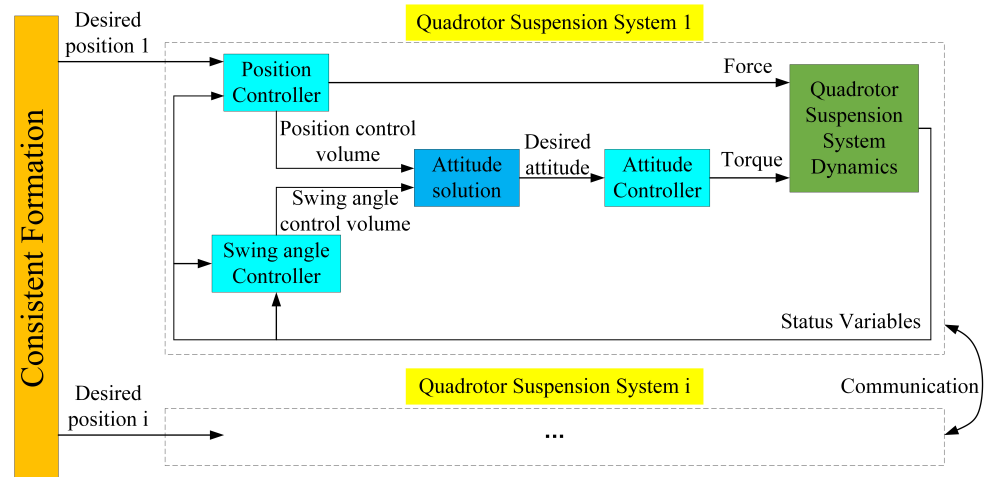 Consistent Formation
Desired
position 1
Quadrotor Suspension System 1
Position
Controller
Force
Quadrotor
Suspension
System
Dynamics
Position control
volume
Attitude
solution
Desired
attitude
Attitude
Controller
Torque
Swing angle
control volume
Swing angle
Controller
Status Variables
Communication
Desired
position i
Quadrotor Suspension System i
...